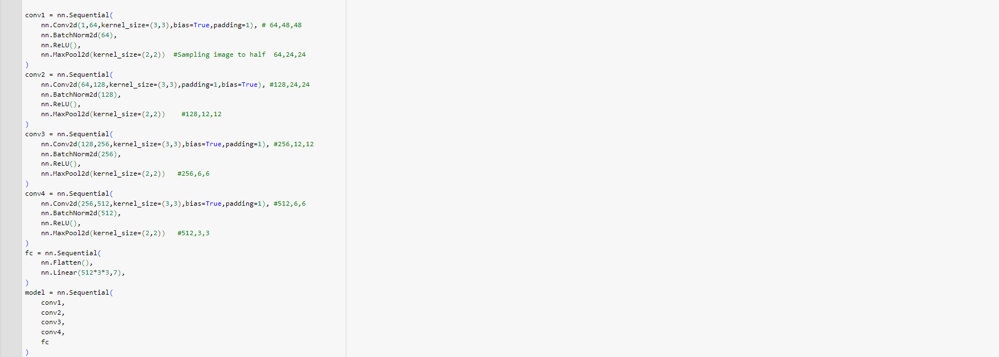 conv1 = nn.Sequential(
    nn.Conv2d(1,64,kernel_size=(3,3),bias=True,padding=1), # 64,48,48
    nn.BatchNorm2d(64),
    nn.ReLU(),
    nn.MaxPool2d(kernel_size=(2,2))  #Sampling image to half  64,24,24
)
conv2 = nn.Sequential(
    nn.Conv2d(64,128,kernel_size=(3,3),padding=1,bias=True), #128,24,24
    nn.BatchNorm2d(128),
    nn.ReLU(),
    nn.MaxPool2d(kernel_size=(2,2))    #128,12,12
)
conv3 = nn.Sequential(
    nn.Conv2d(128,256,kernel_size=(3,3),bias=True,padding=1), #256,12,12
    nn.BatchNorm2d(256),
    nn.ReLU(),
    nn.MaxPool2d(kernel_size=(2,2))   #256,6,6
)
conv4 = nn.Sequential(
    nn.Conv2d(256,512,kernel_size=(3,3),bias=True,padding=1), #512,6,6
    nn.BatchNorm2d(512),
    nn.ReLU(),
    nn.MaxPool2d(kernel_size=(2,2))   #512,3,3
)
fc = nn.Sequential(
    nn.Flatten(),
    nn.Linear(512*3*3,7),
)
model = nn.Sequential(
    conv1,
    conv2,
    conv3,
    conv4,
    fc
)